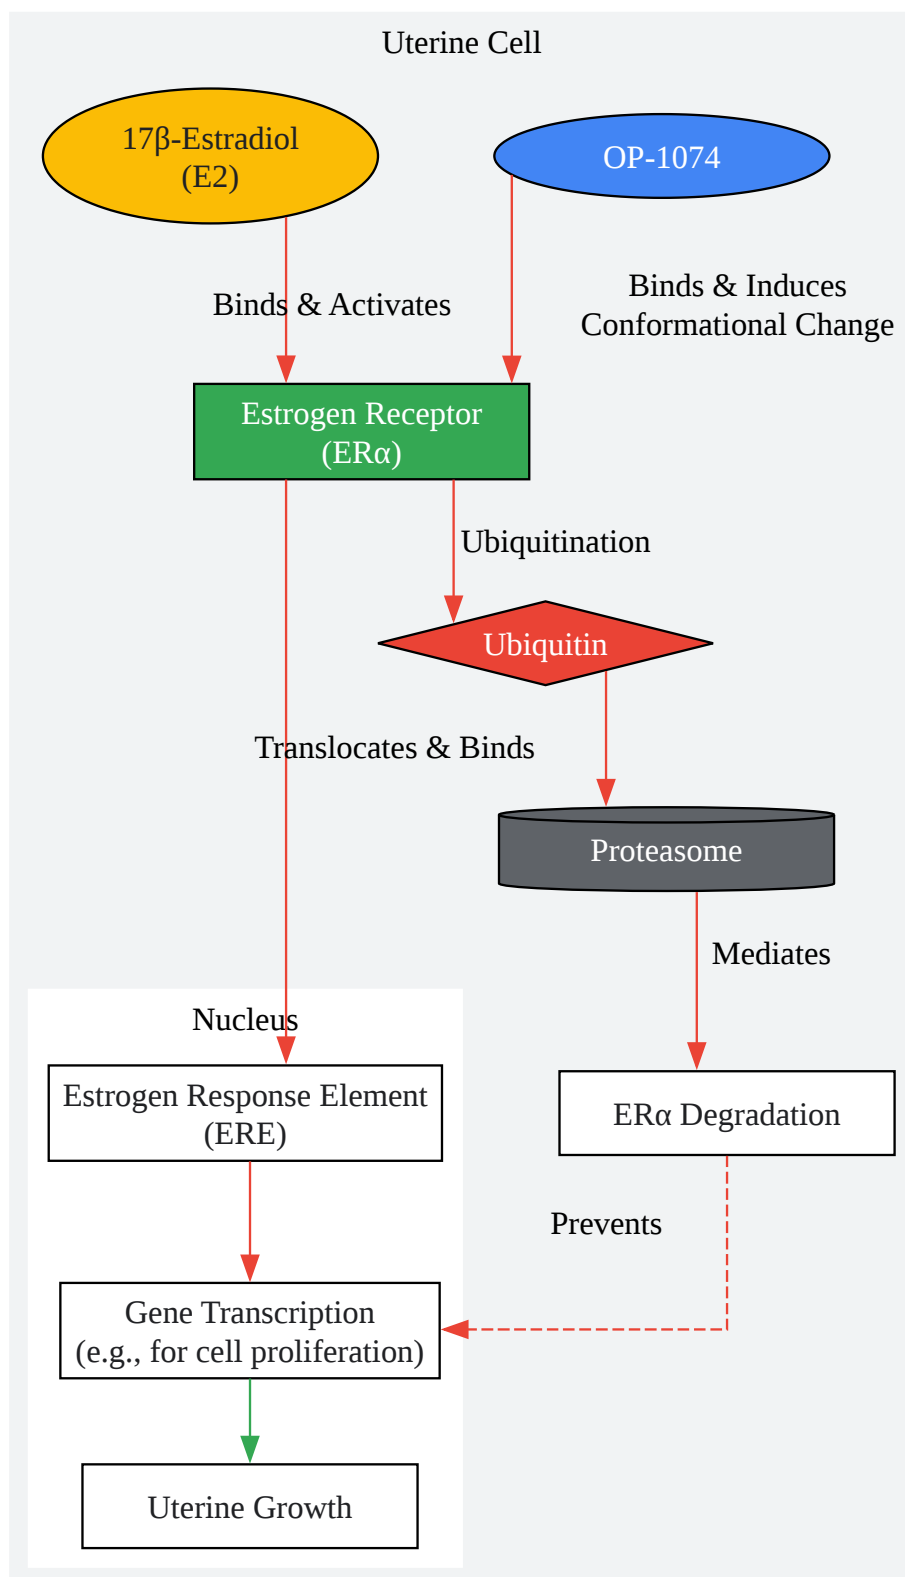 Uterine Cell
17β-Estradiol
(E2)
OP-1074
Binds & Activates
Binds & Induces
Conformational Change
Estrogen Receptor
(ERα)
Ubiquitination
Ubiquitin
Translocates & Binds
Proteasome
Mediates
Nucleus
Estrogen Response Element
(ERE)
ERα Degradation
Prevents
Gene Transcription
(e.g., for cell proliferation)
Uterine Growth